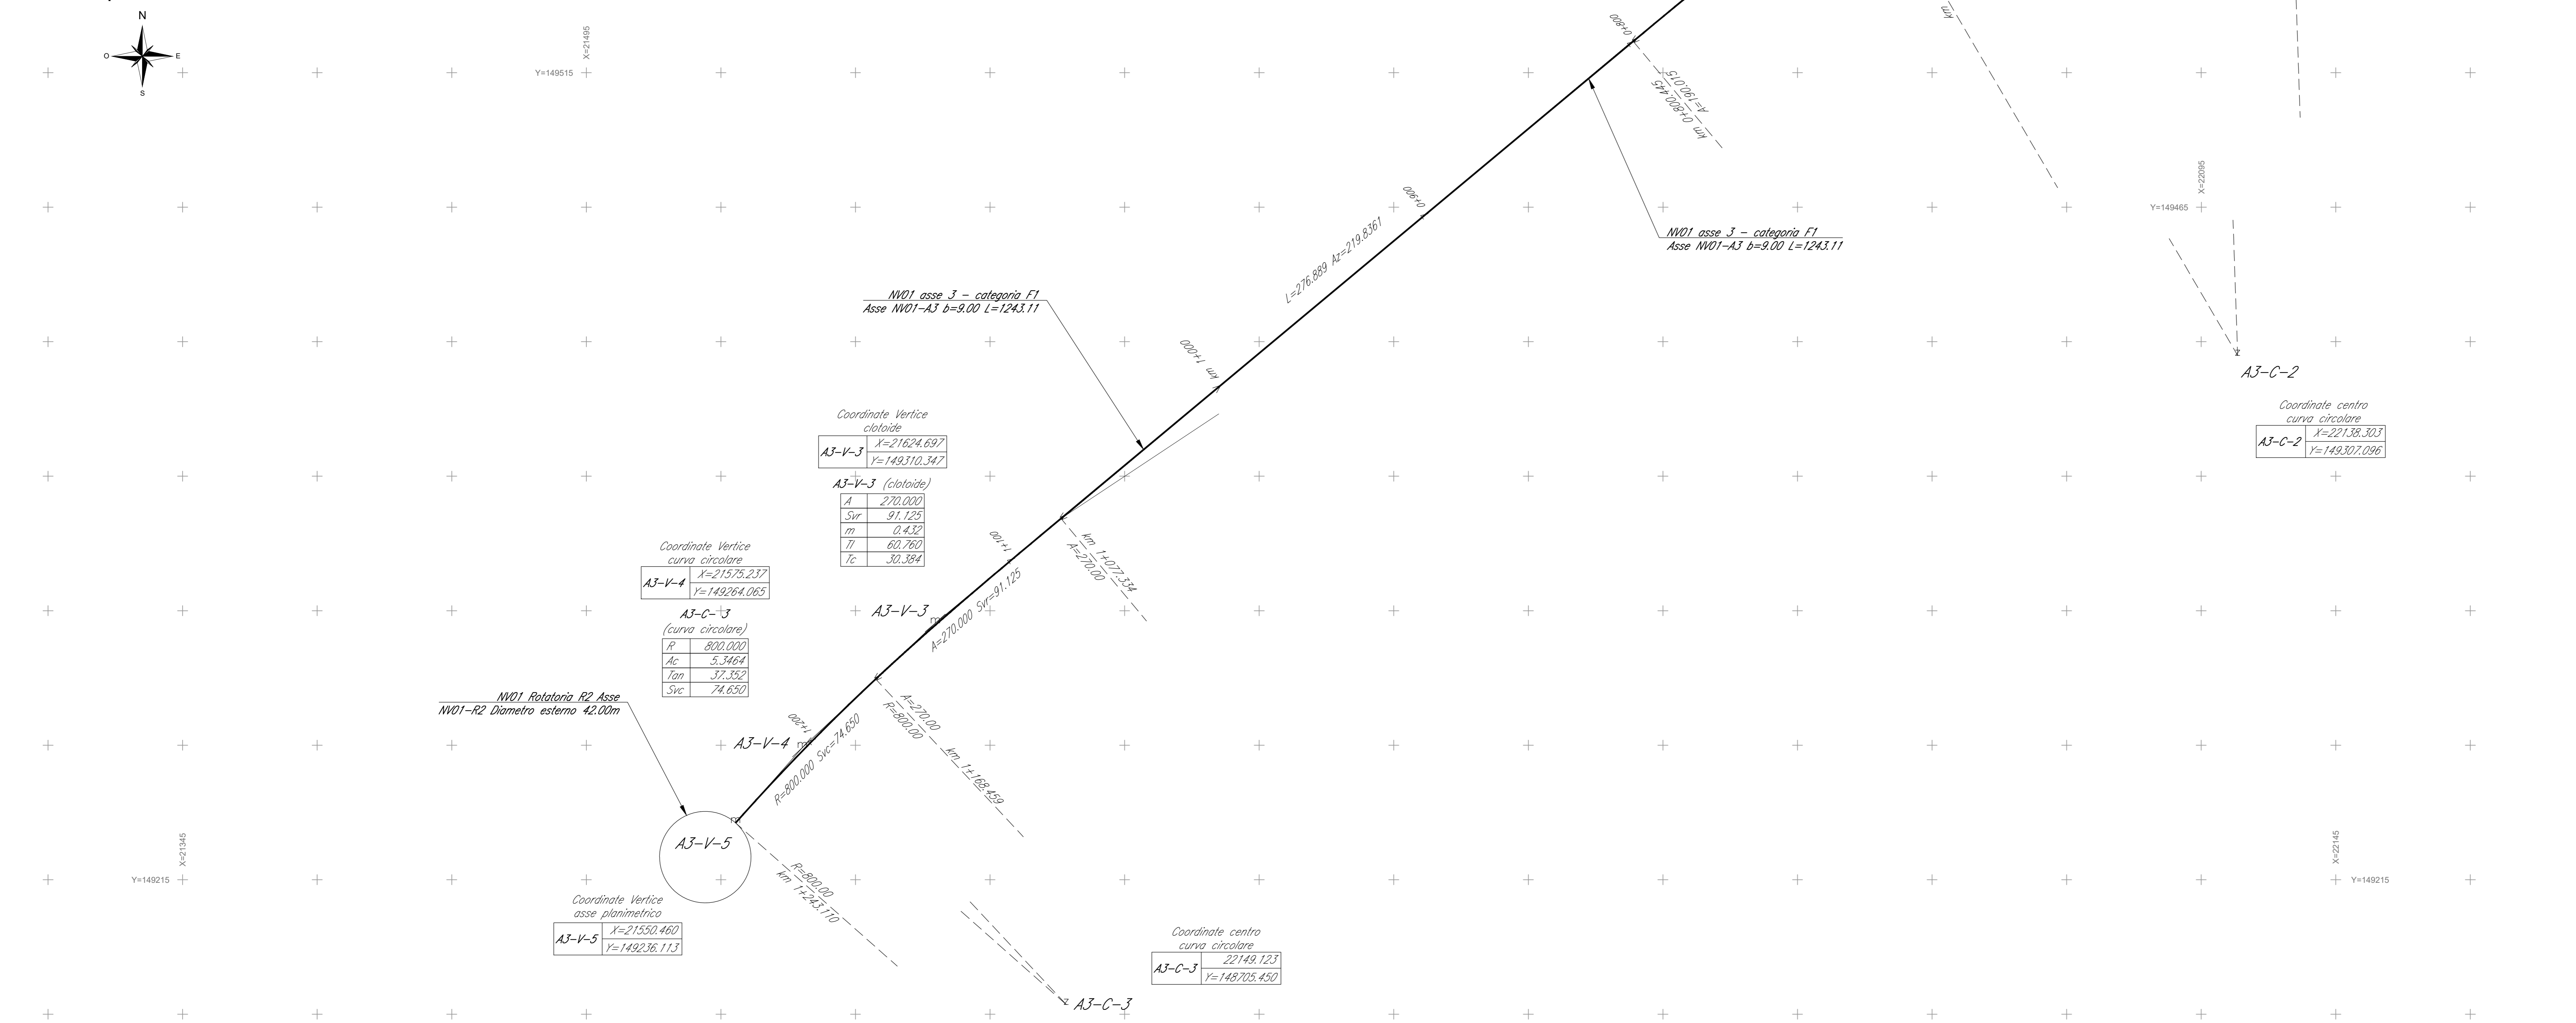 N
O
E
S
X=21495
Y=149515
0+800
A=190.015
km 0+800.445
km
X=22095
Y=149465
0+900
NV01 asse 3 - categoria F1
Asse NV01-A3 b=9.00 L=1243.11
L=276.889 Az=219.8361
NV01 asse 3 - categoria F1
Asse NV01-A3 b=9.00 L=1243.11
km 1+000
A3-C-2
Coordinate centro
curva circolare
A3-C-2
X=22138.303
Y=149307.096
Coordinate Vertice
clotoide
A3-V-3
X=21624.697
Y=149310.347
A3-V-3 (clotoide)
A 270.000
Svr 91.125
m 0.432
Tl 60.760
Tc 30.384
1+100
km 1+077.334
A=270.00
Coordinate Vertice
curva circolare
A3-V-4
X=21575.237
Y=149264.065
A3-C-3
(curva circolare)
R 800.000
Ac 5.3464
Tan 37.352
Svc 74.650
A3-V-3
A=270.000 Svr=91.125
NV01 Rotatoria R2 Asse
NV01-R2 Diametro esterno 42.00m
1+200
A3-V-4
R=800.000 Svc=74.650
A=270.00
R=800.00
km 1+168.459
A3-V-5
R=800.00
km 1+243.110
X=21345
Y=149215
X=22145
Y=149215
Coordinate Vertice
asse planimetrico
A3-V-5
X=21550.460
Y=149236.113
Coordinate centro
curva circolare
A3-C-3
22149.123
Y=148705.450
A3-C-3